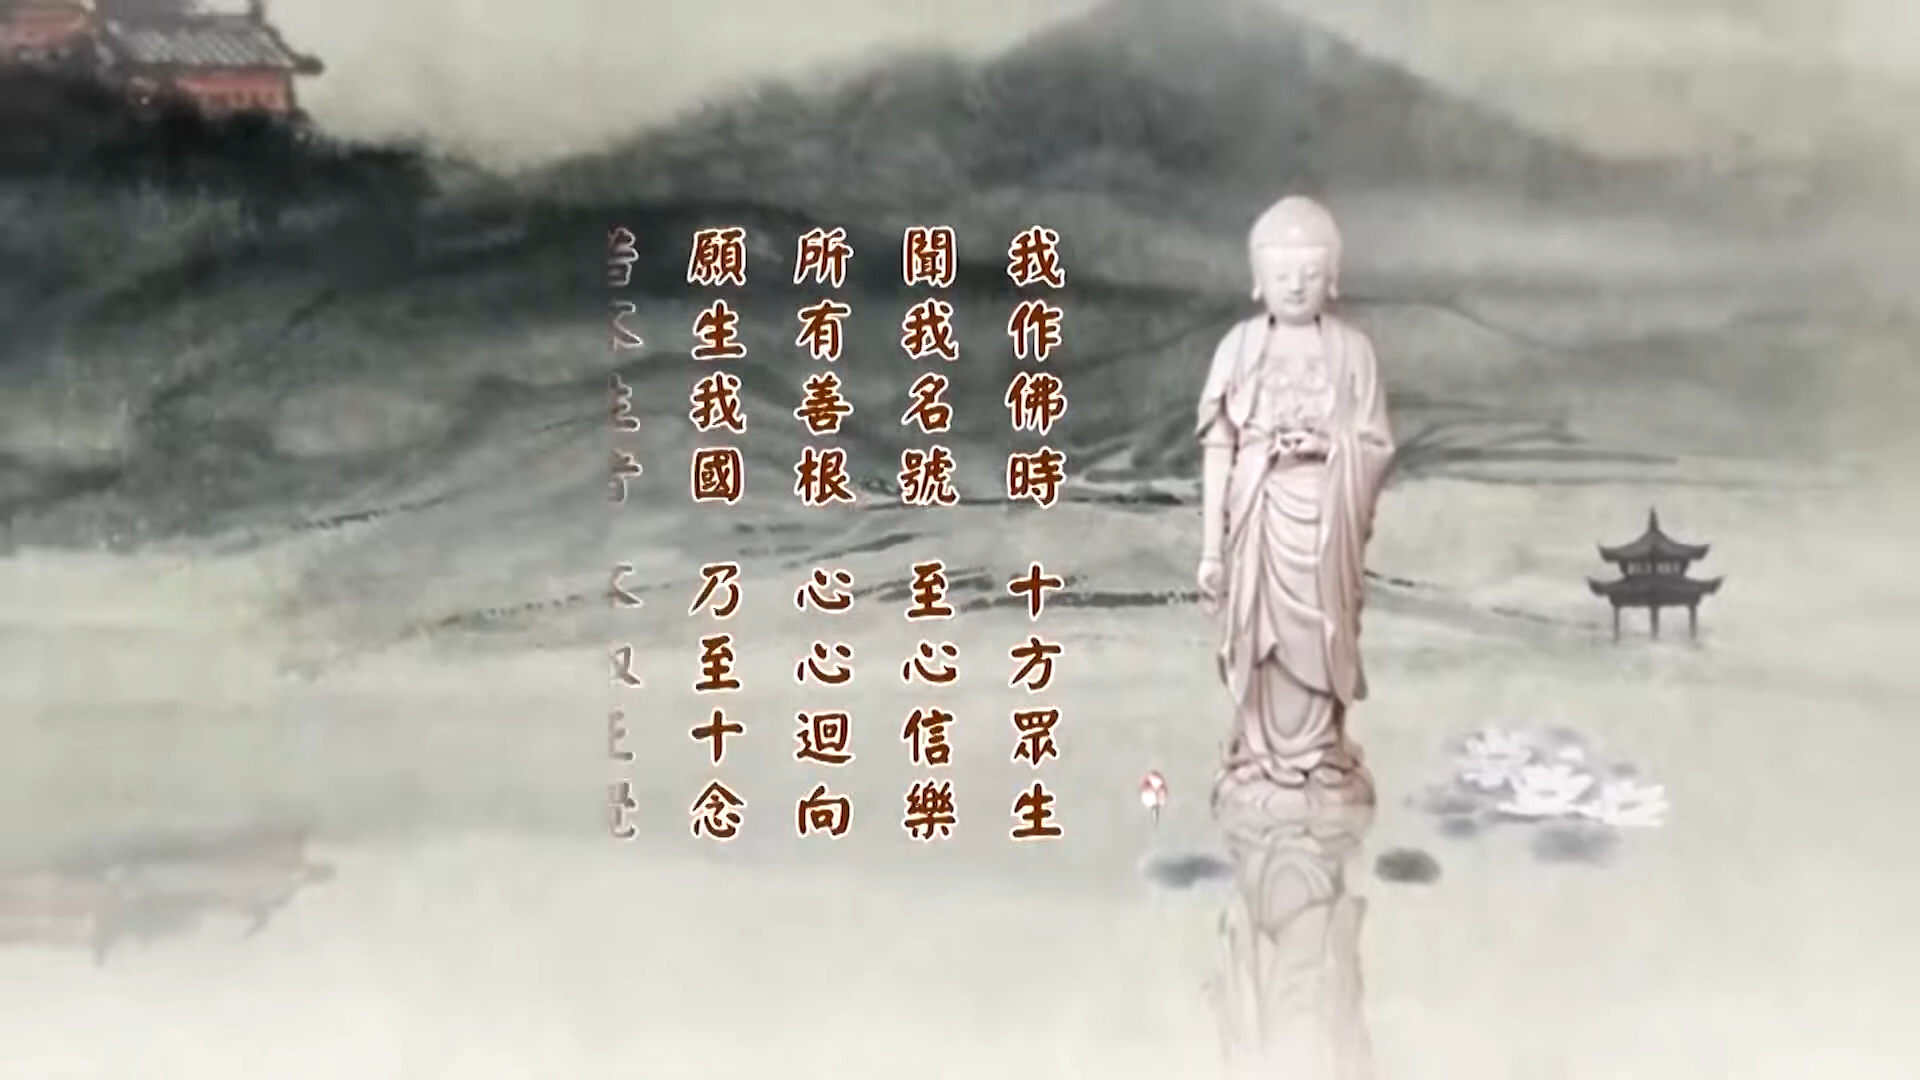 我作佛時 十方眾生
聞我名號 至心信樂
所有善根 心心迴向
願生我國 乃至十念